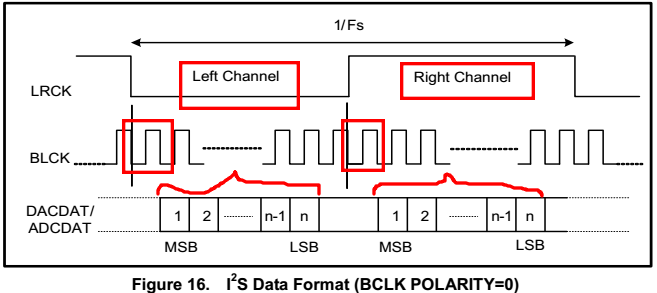 1/Fs
Left Channel
Right Channel
LRCK
BLCK
DACDAT/
ADCDAT
1 2 n-1 n
1 2 n-1 n
MSB LSB MSB LSB
Figure 16. I²S Data Format (BCLK POLARITY=0)